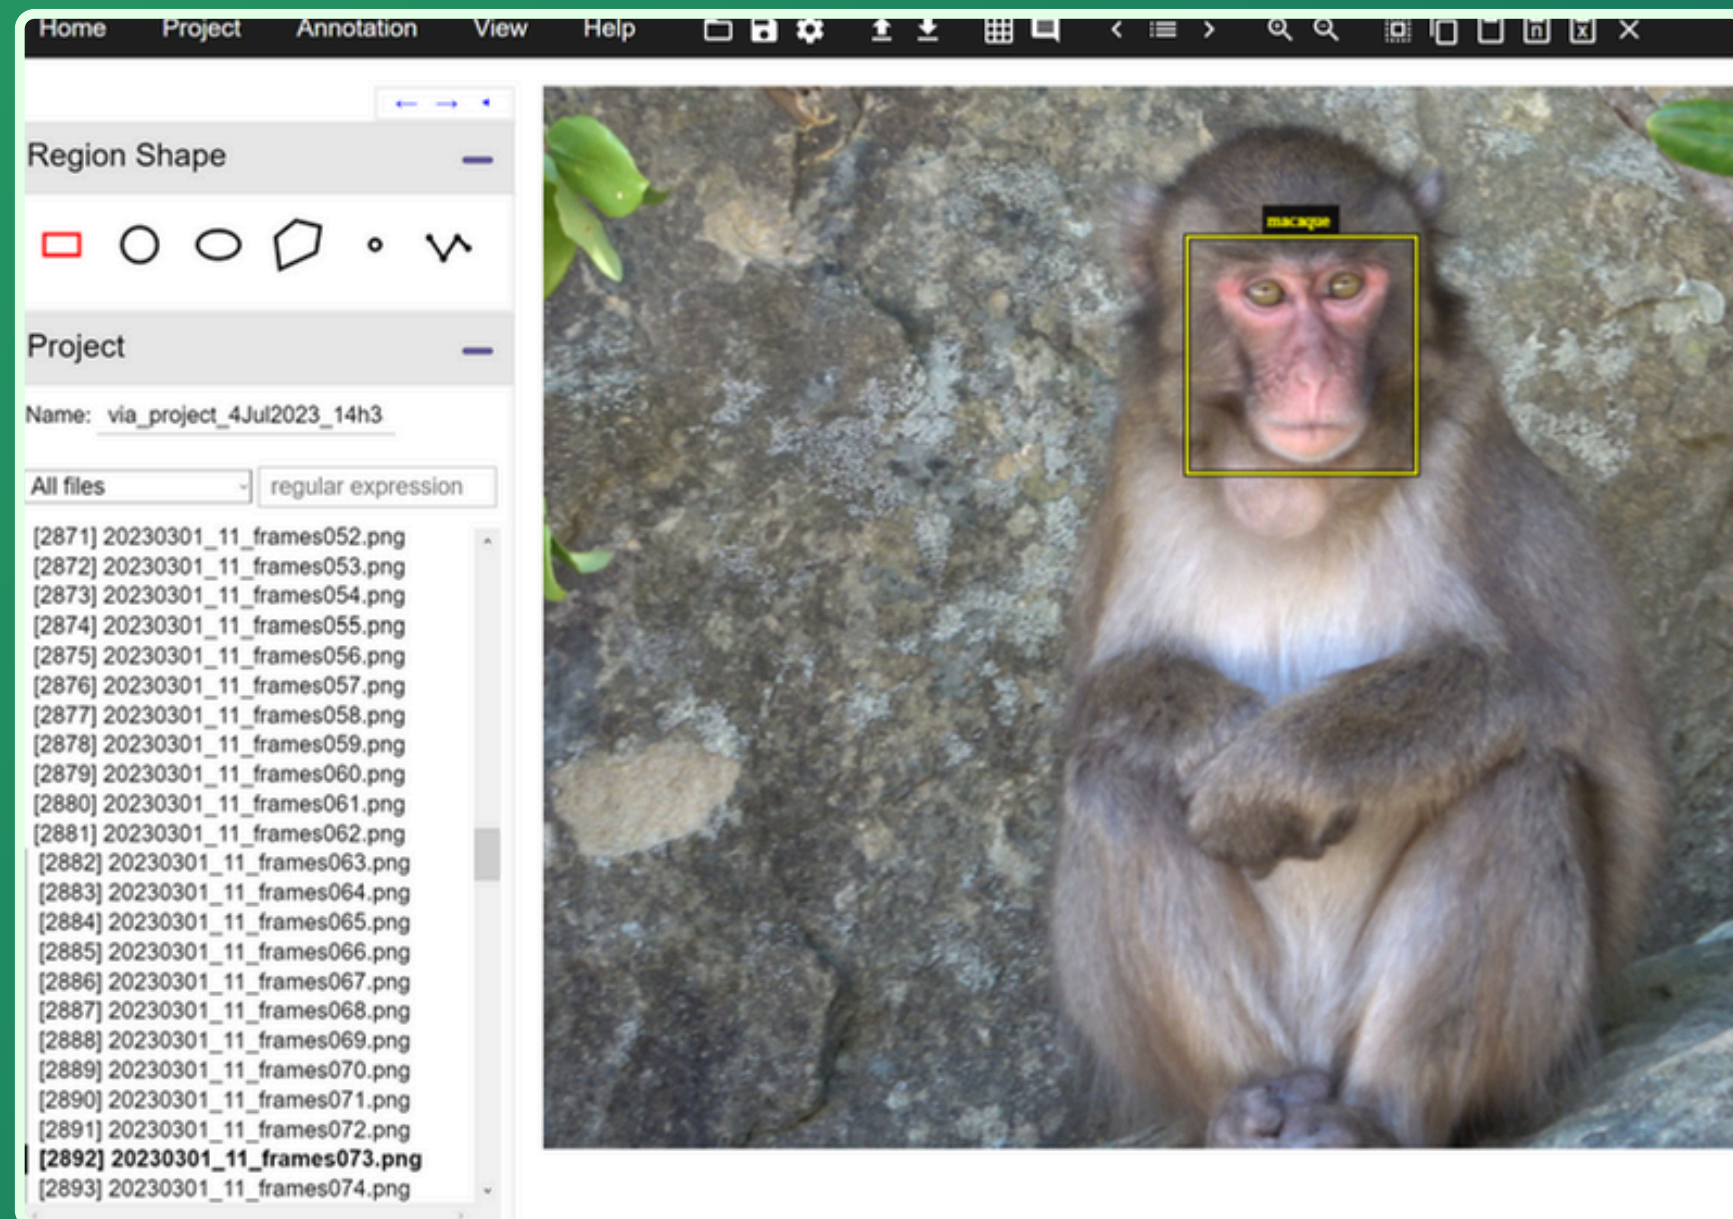 Home Project Annotation View Help
Region Shape
Project
Name: via_project_4Jul2023_14h3
All files regular expression
[2871] 20230301_11_frames052.png
[2872] 20230301_11_frames053.png
[2873] 20230301_11_frames054.png
[2874] 20230301_11_frames055.png
[2875] 20230301_11_frames056.png
[2876] 20230301_11_frames057.png
[2877] 20230301_11_frames058.png
[2878] 20230301_11_frames059.png
[2879] 20230301_11_frames060.png
[2880] 20230301_11_frames061.png
[2881] 20230301_11_frames062.png
[2882] 20230301_11_frames063.png
[2883] 20230301_11_frames064.png
[2884] 20230301_11_frames065.png
[2885] 20230301_11_frames066.png
[2886] 20230301_11_frames067.png
[2887] 20230301_11_frames068.png
[2888] 20230301_11_frames069.png
[2889] 20230301_11_frames070.png
[2890] 20230301_11_frames071.png
[2891] 20230301_11_frames072.png
[2892] 20230301_11_frames073.png
[2893] 20230301_11_frames074.png
macaque